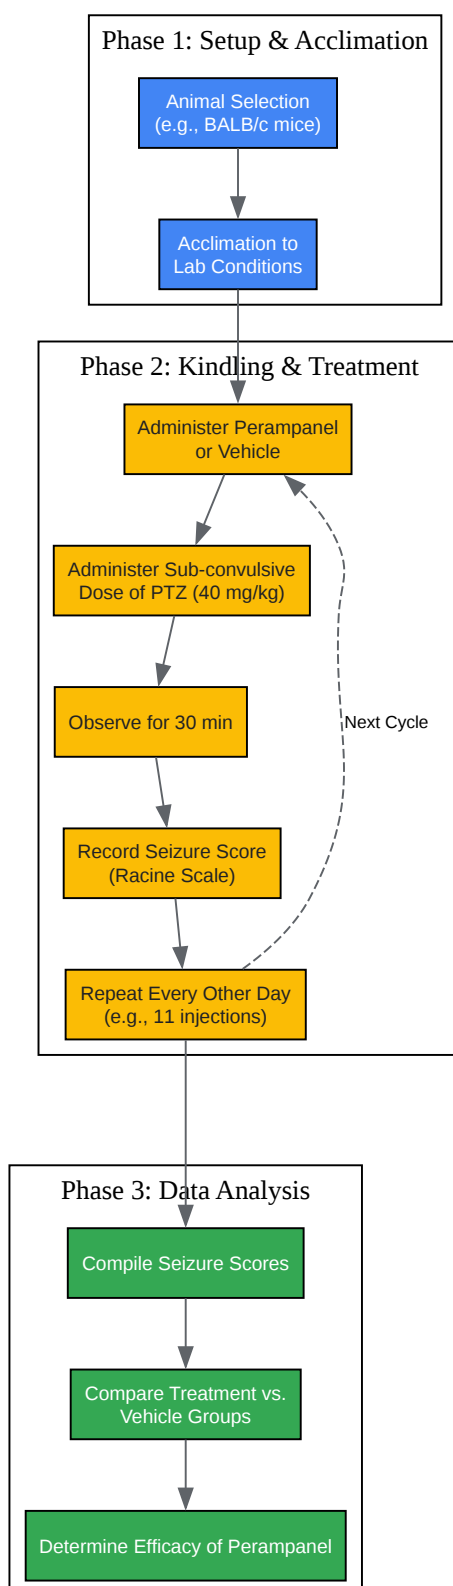 Phase 1: Setup & Acclimation
Animal Selection
(e.g., BALB/c mice)
Acclimation to
Lab Conditions
Phase 2: Kindling & Treatment
Administer Perampanel
or Vehicle
Administer Sub-convulsive
Dose of PTZ (40 mg/kg)
Observe for 30 min
Next Cycle
Record Seizure Score
(Racine Scale)
Repeat Every Other Day
(e.g., 11 injections)
Phase 3: Data Analysis
Compile Seizure Scores
Compare Treatment vs.
Vehicle Groups
Determine Efficacy of Perampanel